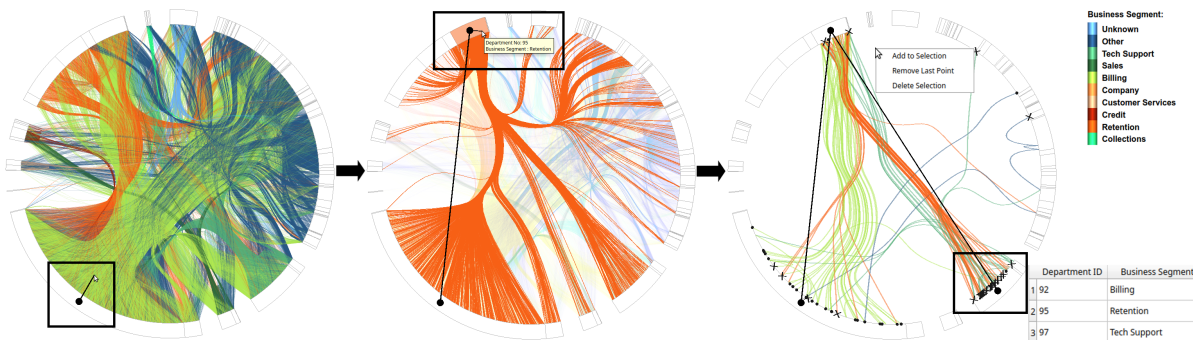 Department No: 95
Business Segment : Retention
Add to Selection
Remove Last Point
Delete Selection
Business Segment:
Unknown
Other
Tech Support
Sales
Billing
Company
Customer Services
Credit
Retention
Collections
Department ID Business Segment
1 92 Billing
2 95 Retention
3 97 Tech Support